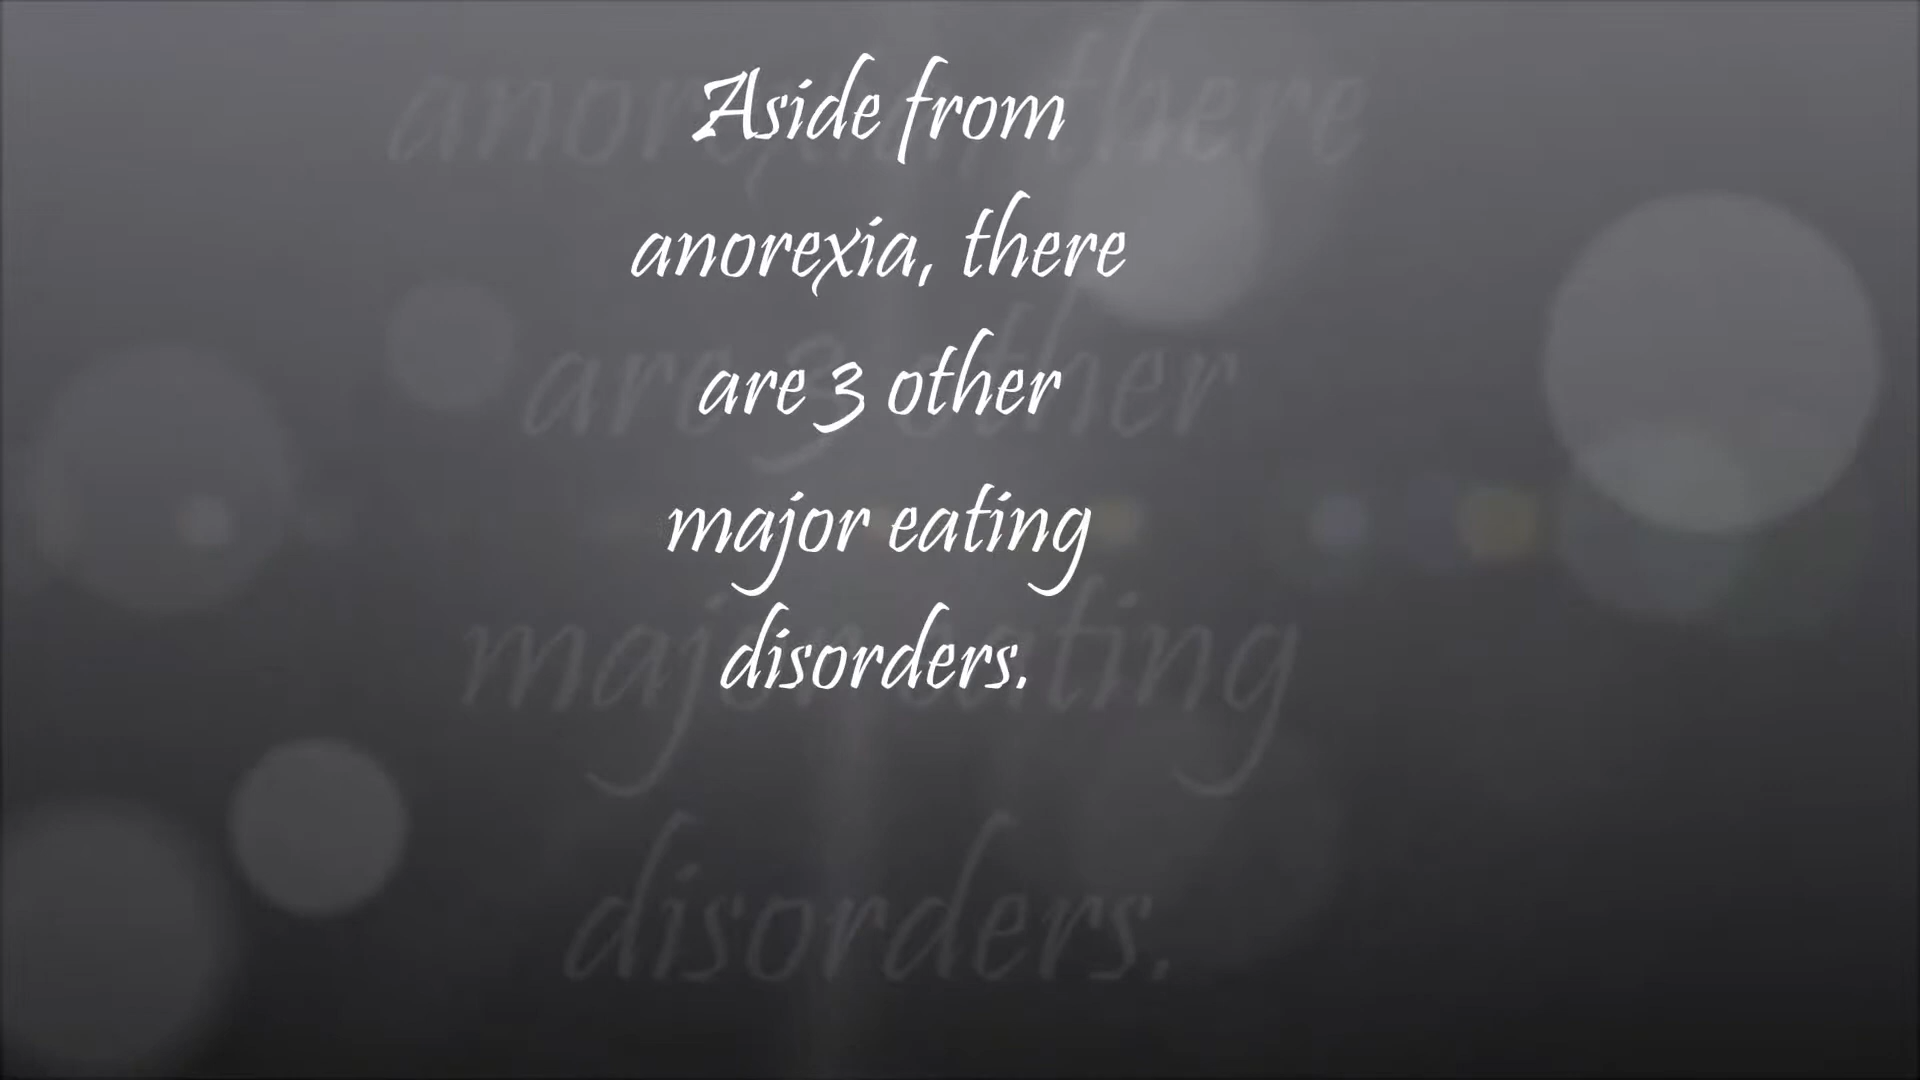 Aside from
anorexia, there
are 3 other
major eating
disorders.